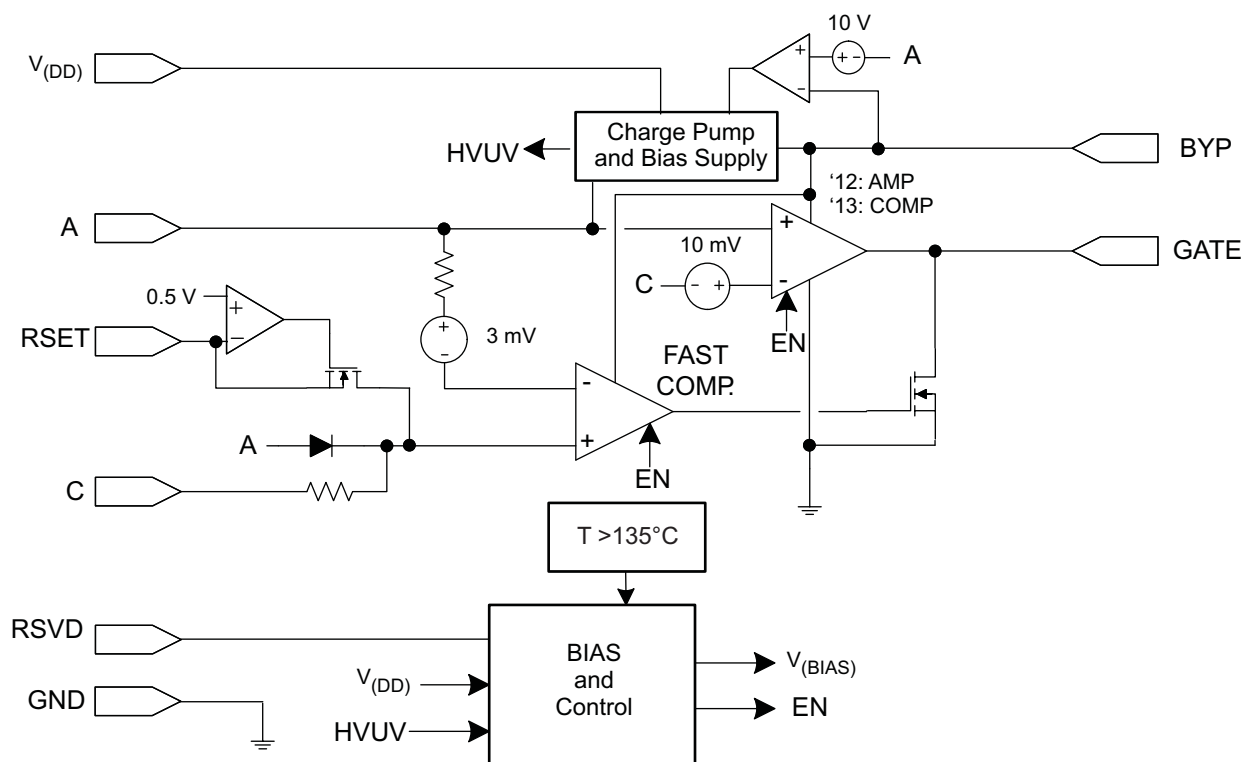 10 V
V(DD)
+
+ -
A
-
Charge Pump
and Bias Supply
HVUV
BYP
‘12: AMP
‘13: COMP
A
+
10 mV
GATE
C
- +
-
0.5 V
+
RSET
-
+
-
3 mV
EN
FAST
COMP.
-
A
+
EN
C
T >135°C
RSVD
BIAS
and
Control
V(BIAS)
V(DD)
GND
EN
HVUV